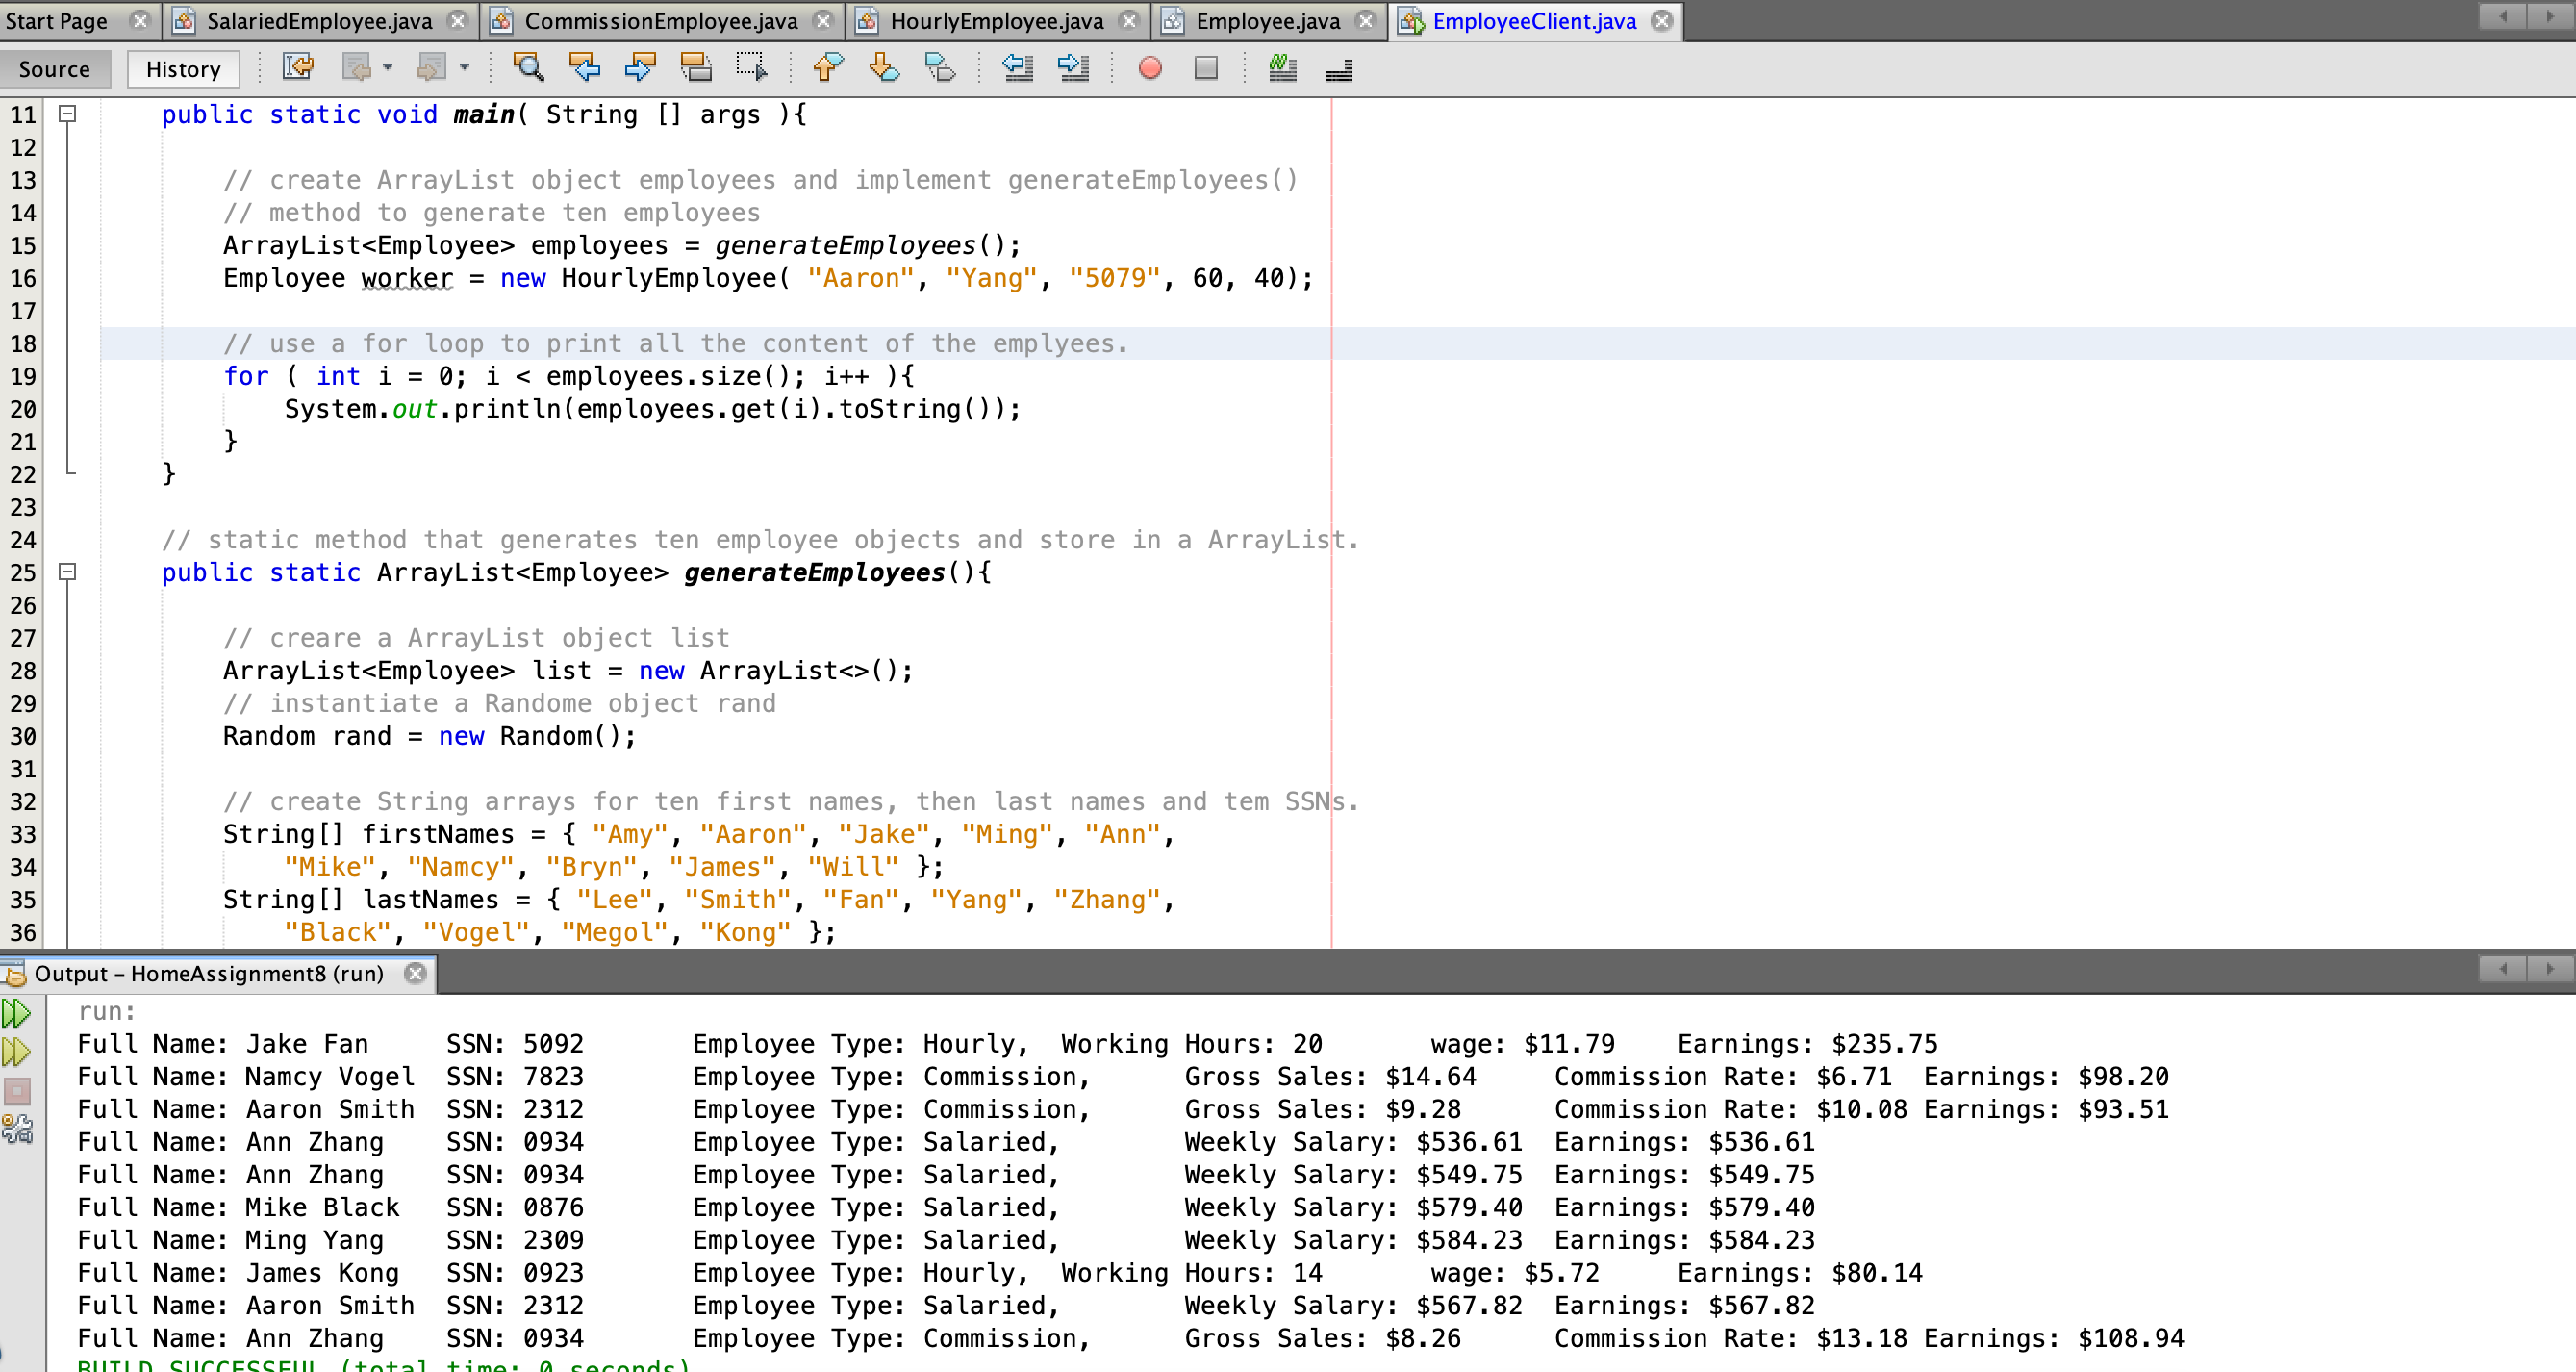 Start Page SalariedEmployee.java CommissionEmployee.java HourlyEmployee.java Employee.java EmployeeClient.java
Source History
11 public static void main( String [] args ){
12
13 // create ArrayList object employees and implement generateEmployees()
14 // method to generate ten employees
15 ArrayList<Employee> employees = generateEmployees();
16 Employee worker = new HourlyEmployee( "Aaron", "Yang", "5079", 60, 40);
17
18 // use a for loop to print all the content of the emplyees.
19 for ( int i = 0; i < employees.size(); i++ ){
20 System.out.println(employees.get(i).toString());
21 }
22 }
23
24 // static method that generates ten employee objects and store in a ArrayList.
25 public static ArrayList<Employee> generateEmployees(){
26
27 // creare a ArrayList object list
28 ArrayList<Employee> list = new ArrayList<>();
29 // instantiate a Randome object rand
30 Random rand = new Random();
31
32 // create String arrays for ten first names, then last names and tem SSNs.
33 String[] firstNames = { "Amy", "Aaron", "Jake", "Ming", "Ann",
34 "Mike", "Namcy", "Bryn", "James", "Will" };
35 String[] lastNames = { "Lee", "Smith", "Fan", "Yang", "Zhang",
36 "Black", "Vogel", "Megol", "Kong" };
Output – HomeAssignment8 (run)
run:
Full Name: Jake Fan SSN: 5092 Employee Type: Hourly, Working Hours: 20 wage: $11.79 Earnings: $235.75
Full Name: Namcy Vogel SSN: 7823 Employee Type: Commission, Gross Sales: $14.64 Commission Rate: $6.71 Earnings: $98.20
Full Name: Aaron Smith SSN: 2312 Employee Type: Commission, Gross Sales: $9.28 Commission Rate: $10.08 Earnings: $93.51
Full Name: Ann Zhang SSN: 0934 Employee Type: Salaried, Weekly Salary: $536.61 Earnings: $536.61
Full Name: Ann Zhang SSN: 0934 Employee Type: Salaried, Weekly Salary: $549.75 Earnings: $549.75
Full Name: Mike Black SSN: 0876 Employee Type: Salaried, Weekly Salary: $579.40 Earnings: $579.40
Full Name: Ming Yang SSN: 2309 Employee Type: Salaried, Weekly Salary: $584.23 Earnings: $584.23
Full Name: James Kong SSN: 0923 Employee Type: Hourly, Working Hours: 14 wage: $5.72 Earnings: $80.14
Full Name: Aaron Smith SSN: 2312 Employee Type: Salaried, Weekly Salary: $567.82 Earnings: $567.82
Full Name: Ann Zhang SSN: 0934 Employee Type: Commission, Gross Sales: $8.26 Commission Rate: $13.18 Earnings: $108.94
BUILD SUCCESSFUL (total time: 0 seconds)